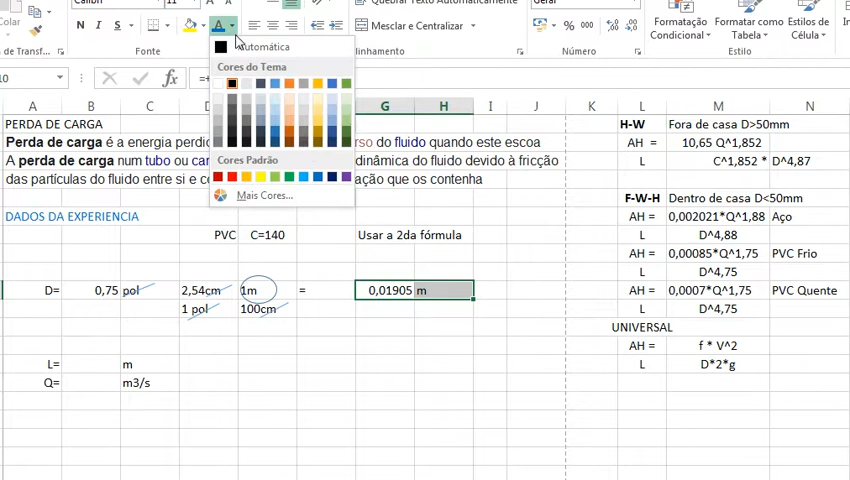 Calibri 11 A A Quebrar Texto Automaticamente Geral
Colar N I S A Mesclar e Centralizar % 000 Formatação Condicional Formatar como Tabela Estilos de Célula
de Transf... Fonte Automática linhamento Número Estilo
fx
Cores do Tema
Cores Padrão
Mais Cores...
A B C D G H I J K L M N
PERDA DE CARGA H-W Fora de casa D>50mm
Perda de carga é a energia perdi rso do fluido quando este escoa AH = 10,65 Q^1,852
A perda de carga num tubo ou car dinâmica do fluido devido à fricção L C^1,852 * D^4,87
das partículas do fluido entre si e co ação que os contenha
F-W-H Dentro de casa D<50mm
DADOS DA EXPERIENCIA AH = 0,002021*Q^1,88 Aço
PVC C=140 Usar a 2da fórmula L D^4,88
AH = 0,00085*Q^1,75 PVC Frio
L D^4,75
D= 0,75 pol 2,54cm 1m = 0,01905 m AH = 0,0007*Q^1,75 PVC Quente
1 pol 100cm L D^4,75
UNIVERSAL
AH = f * V^2
L= m L D*2*g
Q= m3/s